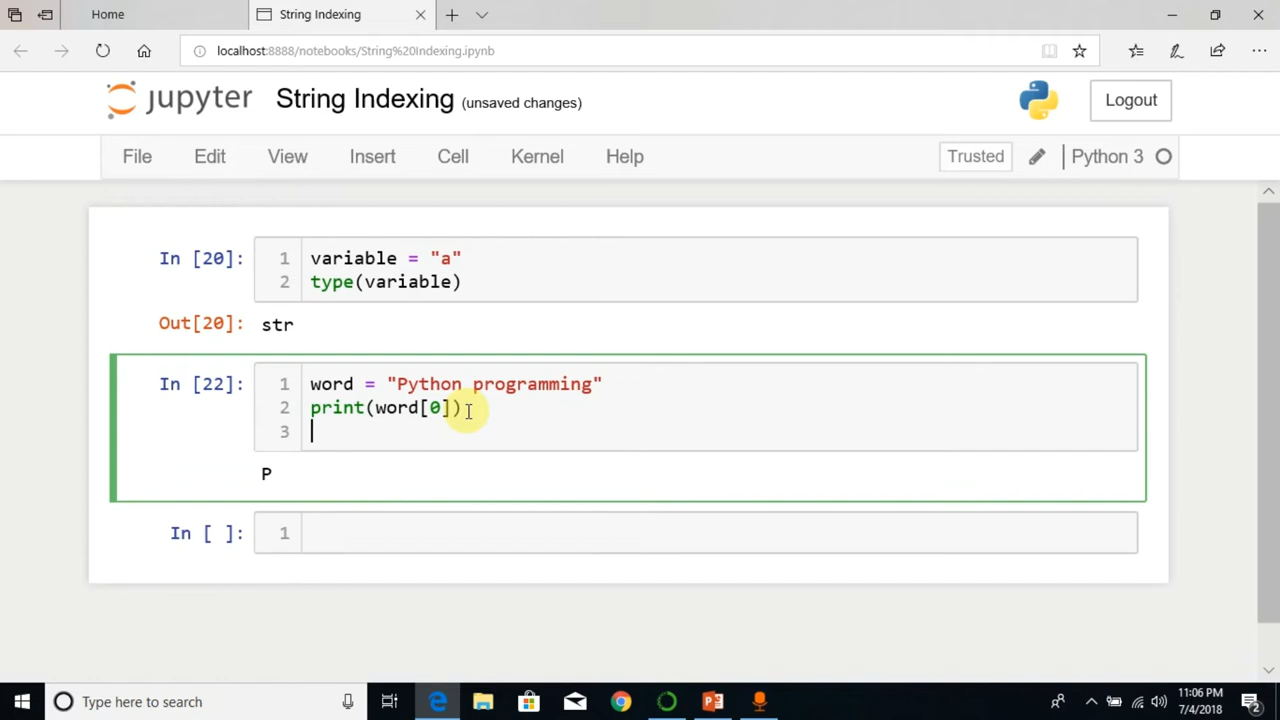 Home
String Indexing
localhost:8888/notebooks/String%20Indexing.ipynb
jupyter String Indexing (unsaved changes)
Logout
File Edit View Insert Cell Kernel Help
Trusted Python 3
In [20]: 1 variable = "a"
2 type(variable)
Out[20]: str
In [22]: 1 word = "Python programming"
2 print(word[0])
3
P
In [ ]: 1
Type here to search
11:06 PM
7/4/2018
2